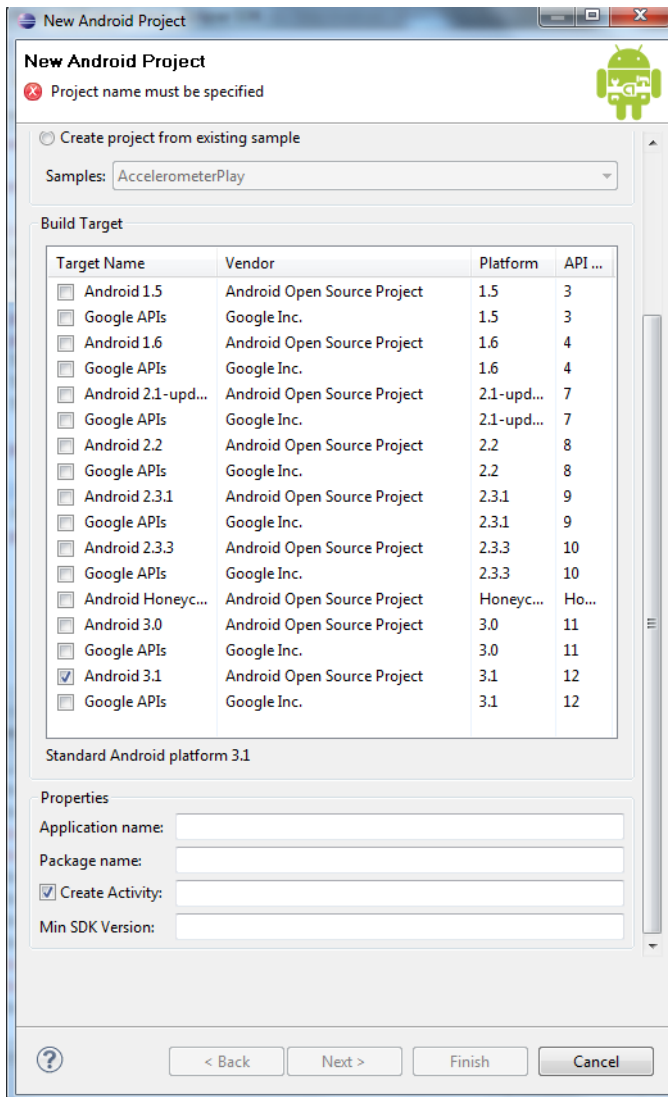 New Android Project
New Android Project
Project name must be specified
Create project from existing sample
Samples: AccelerometerPlay
Build Target
Target Name Vendor Platform API ...
Android 1.5 Android Open Source Project 1.5 3
Google APIs Google Inc. 1.5 3
Android 1.6 Android Open Source Project 1.6 4
Google APIs Google Inc. 1.6 4
Android 2.1-upd... Android Open Source Project 2.1-upd... 7
Google APIs Google Inc. 2.1-upd... 7
Android 2.2 Android Open Source Project 2.2 8
Google APIs Google Inc. 2.2 8
Android 2.3.1 Android Open Source Project 2.3.1 9
Google APIs Google Inc. 2.3.1 9
Android 2.3.3 Android Open Source Project 2.3.3 10
Google APIs Google Inc. 2.3.3 10
Android Honeyc... Android Open Source Project Honeyc... Ho...
Android 3.0 Android Open Source Project 3.0 11
Google APIs Google Inc. 3.0 11
Android 3.1 Android Open Source Project 3.1 12
Google APIs Google Inc. 3.1 12
Standard Android platform 3.1
Properties
Application name:
Package name:
Create Activity:
Min SDK Version:
? < Back Next > Finish Cancel